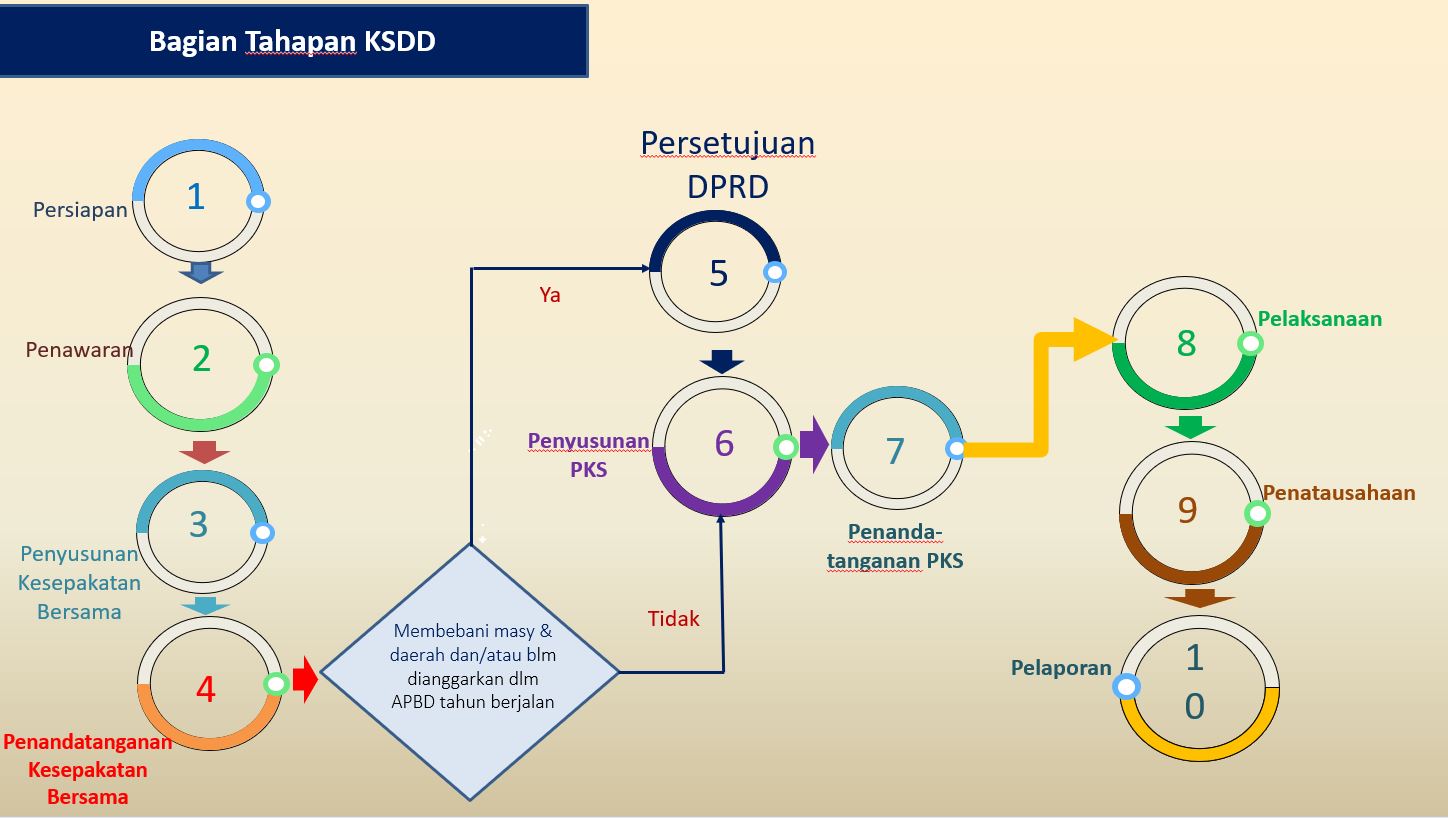 Bagian Tahapan KSDD
1
Persiapan
2
Penawaran
3
Penyusunan
Kesepakatan
Bersama
4
Penandatanganan
Kesepakatan
Bersama
Membebani masy &
daerah dan/atau blm
dianggarkan dlm
APBD tahun berjalan
Ya
Tidak
Persetujuan
DPRD
5
Penyusunan
PKS
6
7
Penanda-
tanganan PKS
8
Pelaksanaan
9
Penatausahaan
Pelaporan
1
0